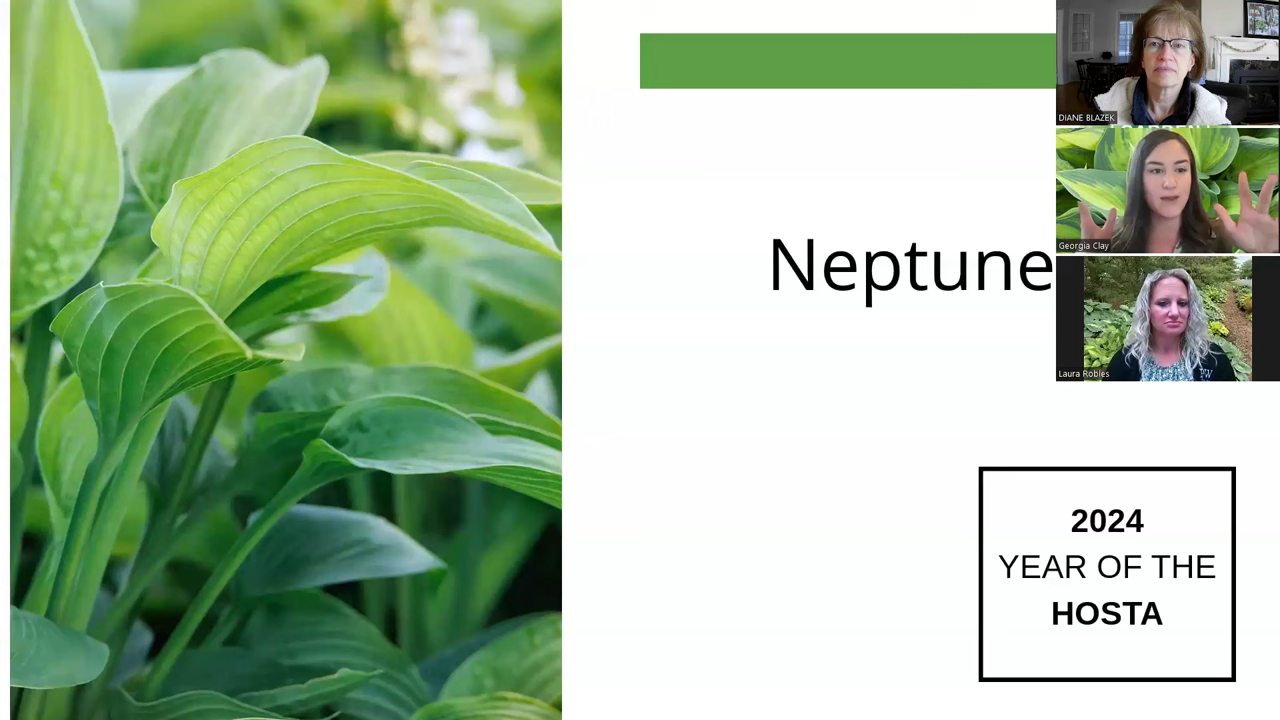 Neptune
DIANE BLAZEK
Georgia Clay
Laura Robles
2024
YEAR OF THE
HOSTA